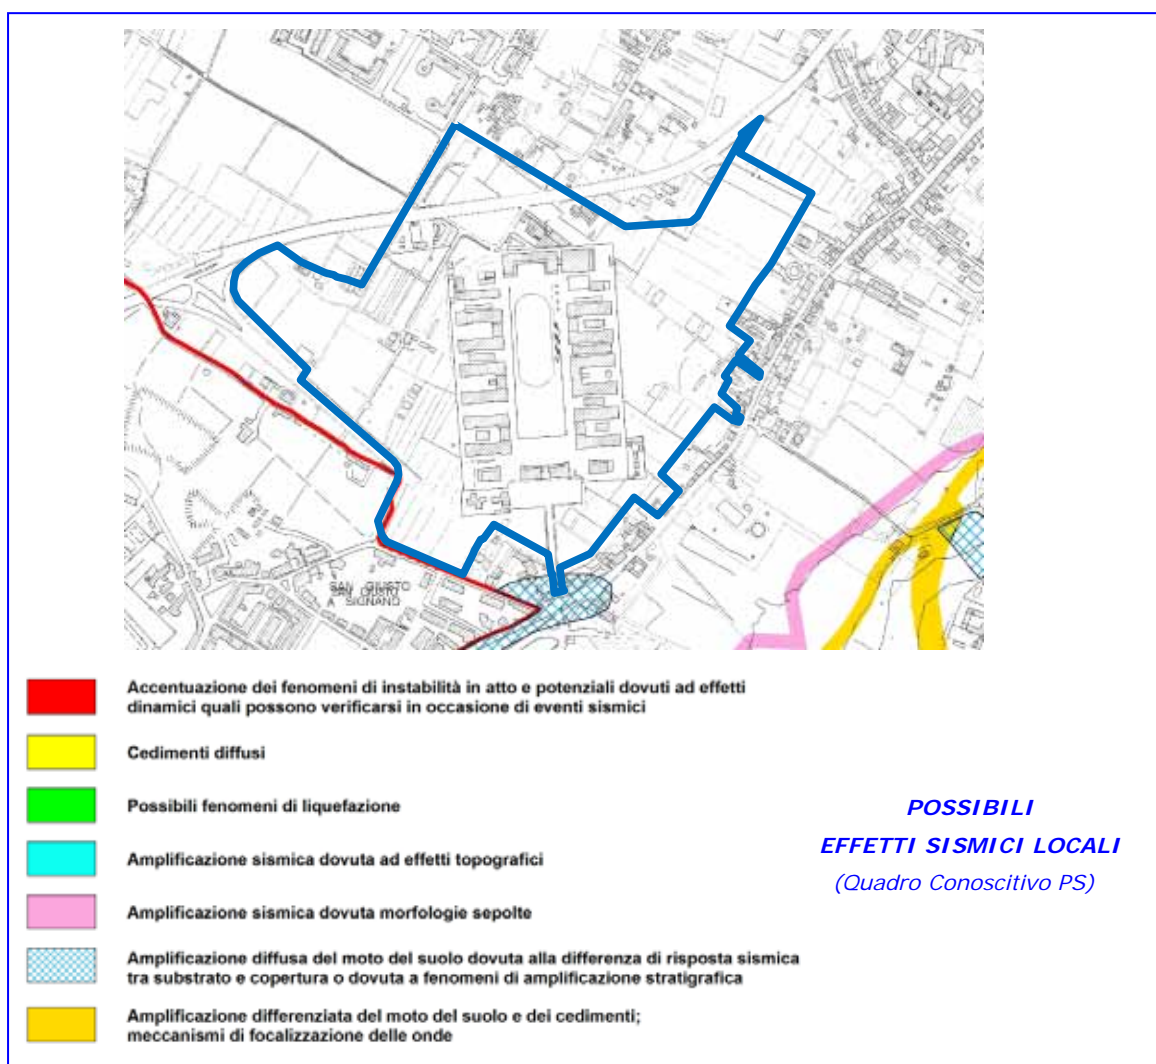 SAN GIUSTO
SAN GIUSTO
A SIGNANO
Accentuazione dei fenomeni di instabilità in atto e potenziali dovuti ad effetti
dinamici quali possono verificarsi in occasione di eventi sismici
Cedimenti diffusi
Possibili fenomeni di liquefazione
Amplificazione sismica dovuta ad effetti topografici
Amplificazione sismica dovuta morfologie sepolte
Amplificazione diffusa del moto del suolo dovuta alla differenza di risposta sismica
tra substrato e copertura o dovuta a fenomeni di amplificazione stratigrafica
Amplificazione differenziata del moto del suolo e dei cedimenti;
meccanismi di focalizzazione delle onde
POSSIBILI
EFFETTI SISMICI LOCALI
(Quadro Conoscitivo PS)